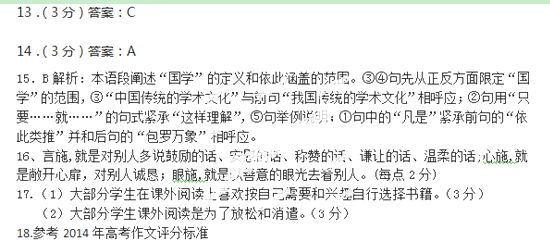 13.(3分)答案:C
14.(3分)答案:A
15.B 解析:本语段阐述“国学”的定义和依此涵盖的范围。③④句先从正反方面限定“国
学”的范围,③“中国传统的学术文化”与前句“我国传统的学术文化”相呼应;②句用“只
要……就……”的句式紧承“这样理解”,⑤句举例说明;①句中的“凡是”紧承前句的“依
此类推”并和后句的“包罗万象”相呼应。
16、言施,就是对别人多说鼓励的话、安慰的话、称赞的话、谦让的话、温柔的话;心施,就
是敞开心扉,对别人诚恳;眼施,就是以善意的眼光去看别人。(每点2分)
17.(1)大部分学生在课外阅读上喜欢按自己需要和兴趣自行选择书籍。(3分)
(2)大部分学生课外阅读是为了放松和消遣。(3分)
18.参考2014年高考作文评分标准